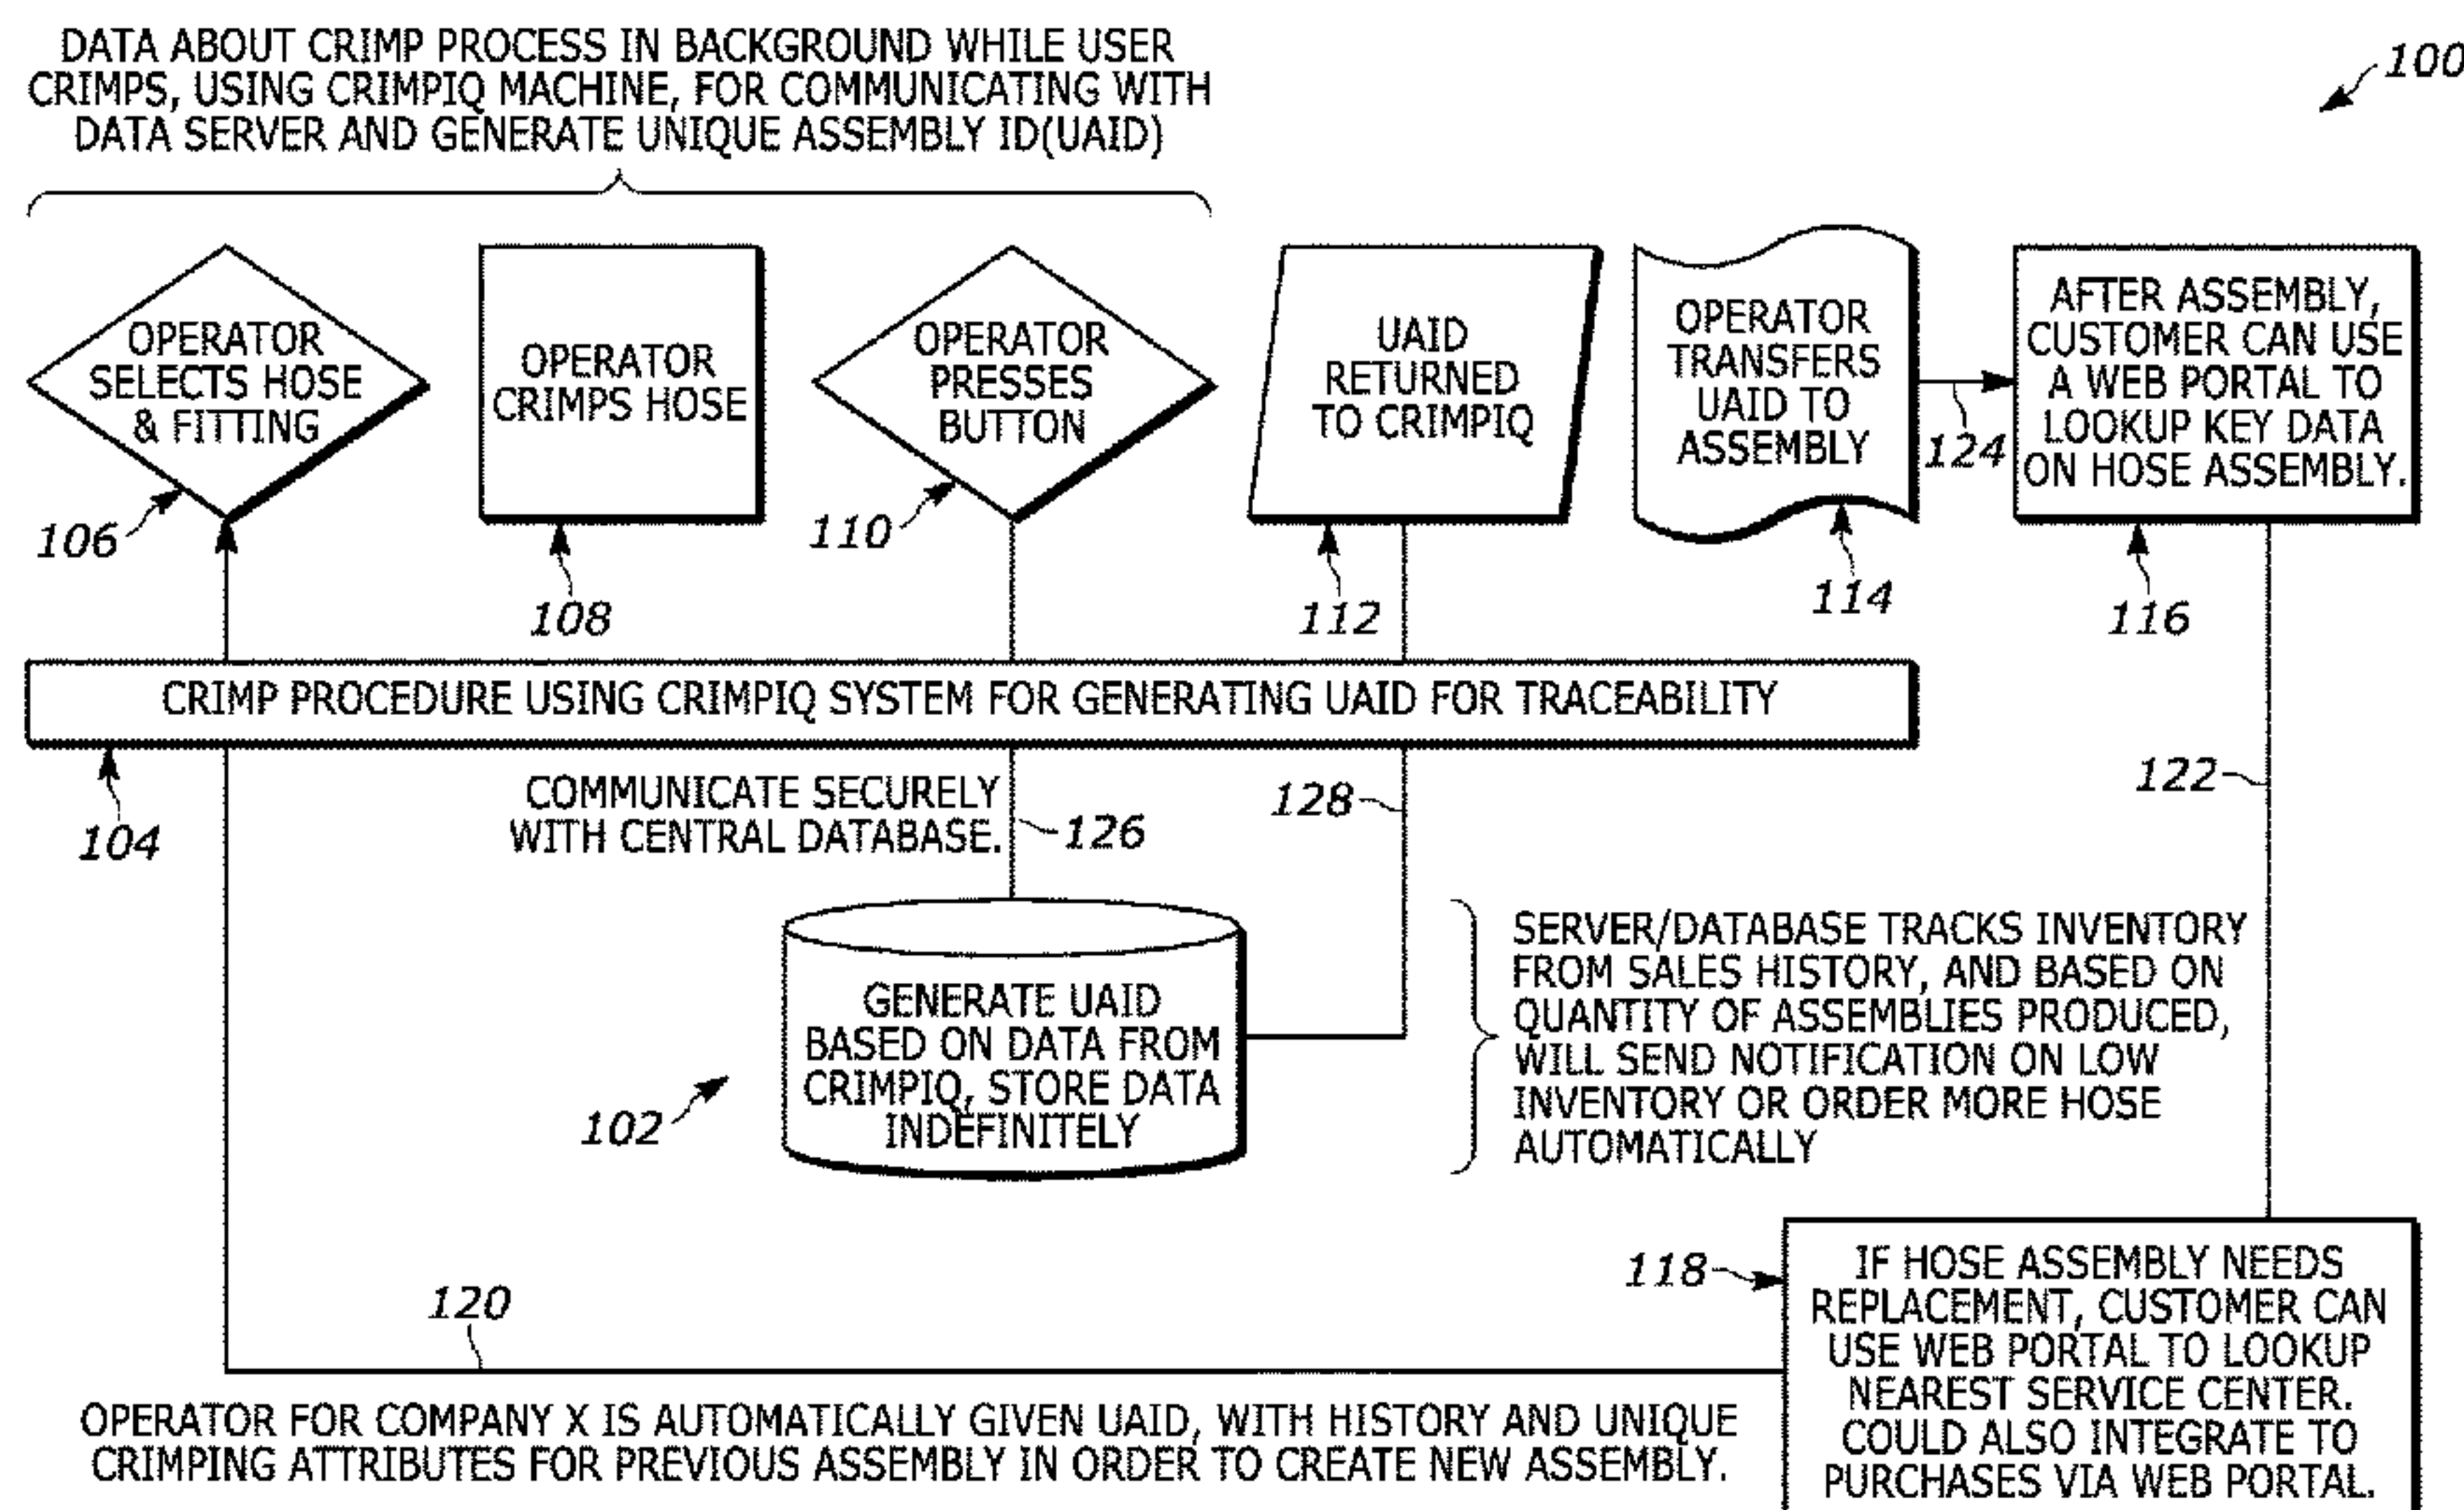 DATA ABOUT CRIMP PROCESS IN BACKGROUND WHILE USER
CRIMPS, USING CRIMPIQ MACHINE, FOR COMMUNICATING WITH
DATA SERVER AND GENERATE UNIQUE ASSEMBLY ID(UAID)
100
OPERATOR
SELECTS HOSE
& FITTING
106
OPERATOR
CRIMPS HOSE
108
OPERATOR
PRESSES
BUTTON
110
UAID
RETURNED
TO CRIMPIQ
112
OPERATOR
TRANSFERS
UAID TO
ASSEMBLY
114
124
AFTER ASSEMBLY,
CUSTOMER CAN USE
A WEB PORTAL TO
LOOKUP KEY DATA
ON HOSE ASSEMBLY.
116
CRIMP PROCEDURE USING CRIMPIQ SYSTEM FOR GENERATING UAID FOR TRACEABILITY
104
COMMUNICATE SECURELY
WITH CENTRAL DATABASE.
126
128
122
GENERATE UAID
BASED ON DATA FROM
CRIMPIQ, STORE DATA
INDEFINITELY
102
SERVER/DATABASE TRACKS INVENTORY
FROM SALES HISTORY, AND BASED ON
QUANTITY OF ASSEMBLIES PRODUCED,
WILL SEND NOTIFICATION ON LOW
INVENTORY OR ORDER MORE HOSE
AUTOMATICALLY
118
IF HOSE ASSEMBLY NEEDS
REPLACEMENT, CUSTOMER CAN
USE WEB PORTAL TO LOOKUP
NEAREST SERVICE CENTER.
COULD ALSO INTEGRATE TO
PURCHASES VIA WEB PORTAL.
120
OPERATOR FOR COMPANY X IS AUTOMATICALLY GIVEN UAID, WITH HISTORY AND UNIQUE
CRIMPING ATTRIBUTES FOR PREVIOUS ASSEMBLY IN ORDER TO CREATE NEW ASSEMBLY.